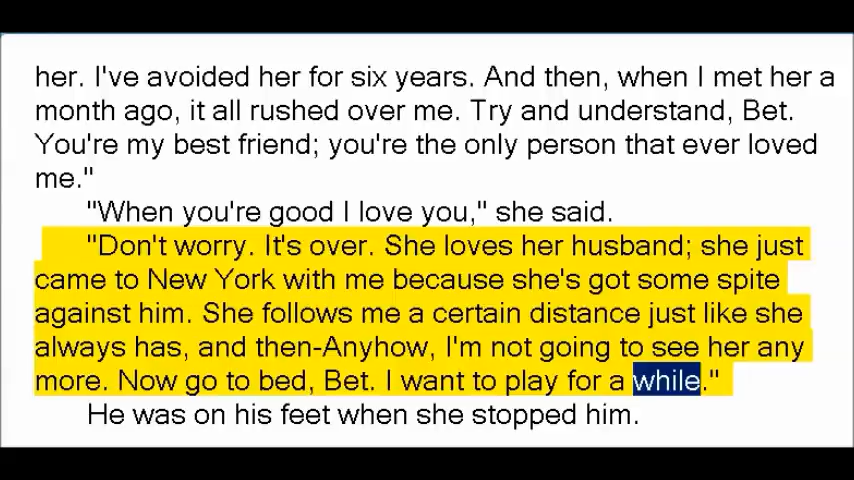 her. I've avoided her for six years. And then, when I met her a
month ago, it all rushed over me. Try and understand, Bet.
You're my best friend; you're the only person that ever loved
me."
"When you're good I love you," she said.
"Don't worry. It's over. She loves her husband; she just
came to New York with me because she's got some spite
against him. She follows me a certain distance just like she
always has, and then-Anyhow, I'm not going to see her any
more. Now go to bed, Bet. I want to play for a while."
He was on his feet when she stopped him.